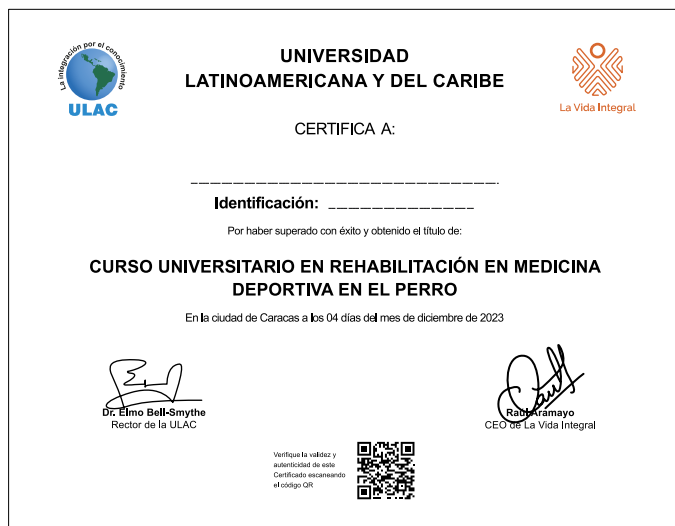 La integración por el conocimiento
ULAC
UNIVERSIDAD
LATINOAMERICANA Y DEL CARIBE
La Vida Integral
CERTIFICA A:
Identificación:
Por haber superado con éxito y obtenido el título de:
CURSO UNIVERSITARIO EN REHABILITACIÓN EN MEDICINA
DEPORTIVA EN EL PERRO
En la ciudad de Caracas a los 04 días del mes de diciembre de 2023
Dr. Elmo Bell-Smythe
Rector de la ULAC
Raúl Aramayo
CEO de La Vida Integral
Verifique la validez y
autenticidad de este
Certificado escaneando
el código QR